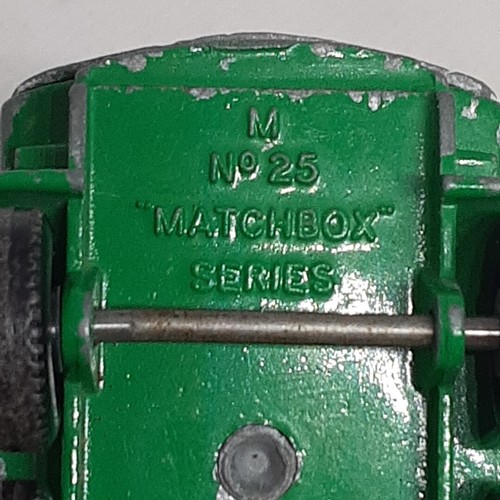 M
Nº 25
"MATCHBOX"
SERIES